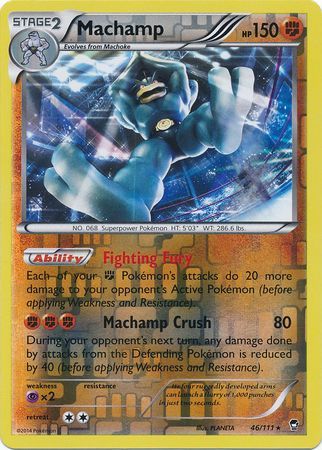 STAGE2
Machamp
HP150
Evolves from Machoke
NO. 068 Superpower Pokémon HT: 5'03" WT: 286.6 lbs.
Ability Fighting Fury
Each of your Pokémon's attacks do 20 more
damage to your opponent's Active Pokémon (before
applying Weakness and Resistance).
Machamp Crush 80
During your opponent's next turn, any damage done
by attacks from the Defending Pokémon is reduced
by 40 (before applying Weakness and Resistance).
weakness resistance
×2
retreat
Its four ruggedly developed arms
can launch a flurry of 1,000 punches
in just two seconds.
©2014 Pokémon
Illus. PLANETA
46/111 ★